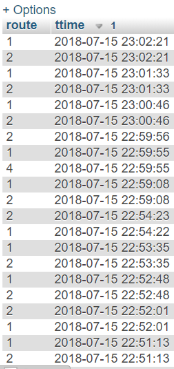 + Options
route ttime 1
1 2018-07-15 23:02:21
2 2018-07-15 23:02:21
1 2018-07-15 23:01:33
2 2018-07-15 23:01:33
1 2018-07-15 23:00:46
2 2018-07-15 23:00:46
2 2018-07-15 22:59:56
1 2018-07-15 22:59:55
4 2018-07-15 22:59:55
1 2018-07-15 22:59:08
2 2018-07-15 22:59:08
2 2018-07-15 22:54:23
1 2018-07-15 22:54:22
1 2018-07-15 22:53:35
2 2018-07-15 22:53:35
1 2018-07-15 22:52:48
2 2018-07-15 22:52:48
2 2018-07-15 22:52:01
1 2018-07-15 22:52:01
1 2018-07-15 22:51:13
2 2018-07-15 22:51:13